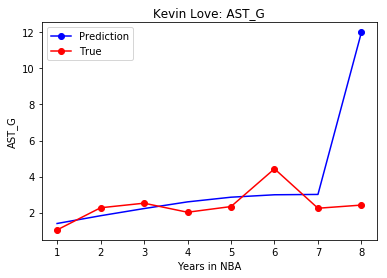 Kevin Love: AST_G
Prediction
True
12
10
8
6
4
2
AST_G
1 2 3 4 5 6 7 8
Years in NBA